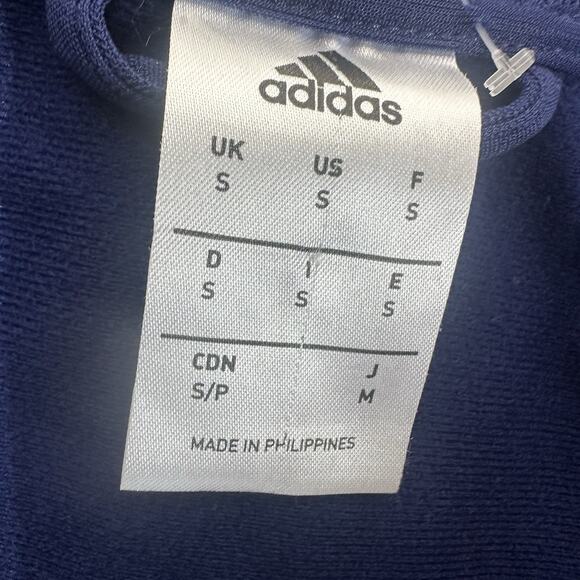 adidas
UK US F
S S S
D I E
S S S
CDN J
S/P M
MADE IN PHILIPPINES